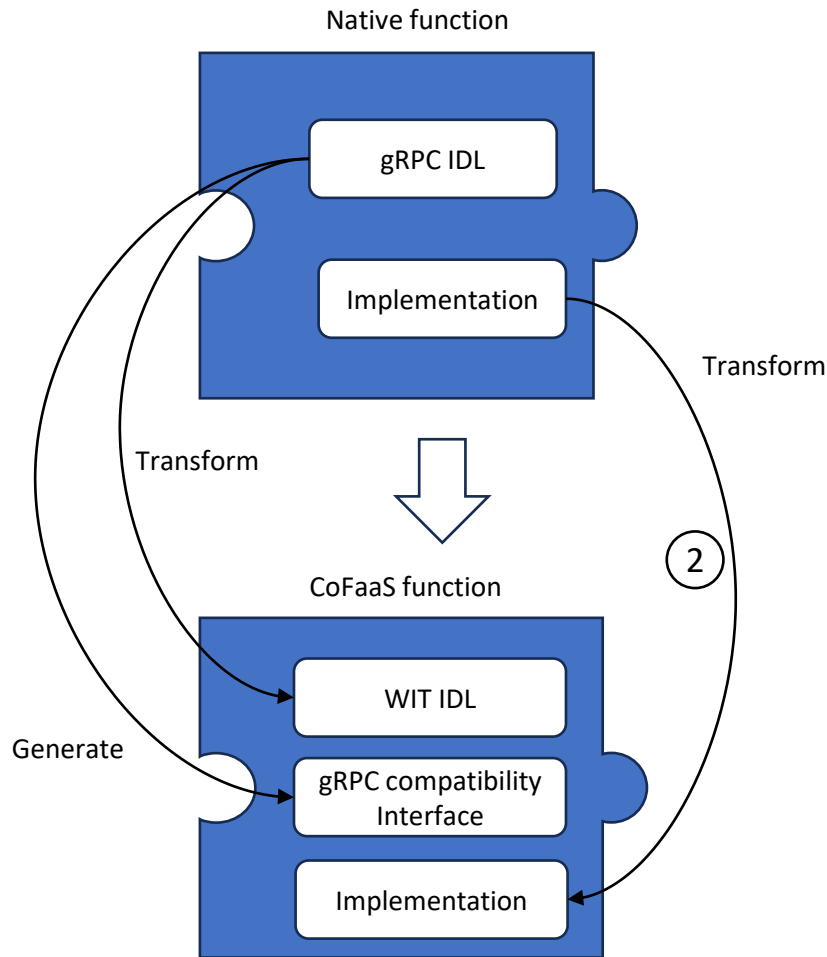 Native function
gRPC IDL
Implementation
Transform
Transform
2
CoFaaS function
WIT IDL
Generate
gRPC compatibility
Interface
Implementation